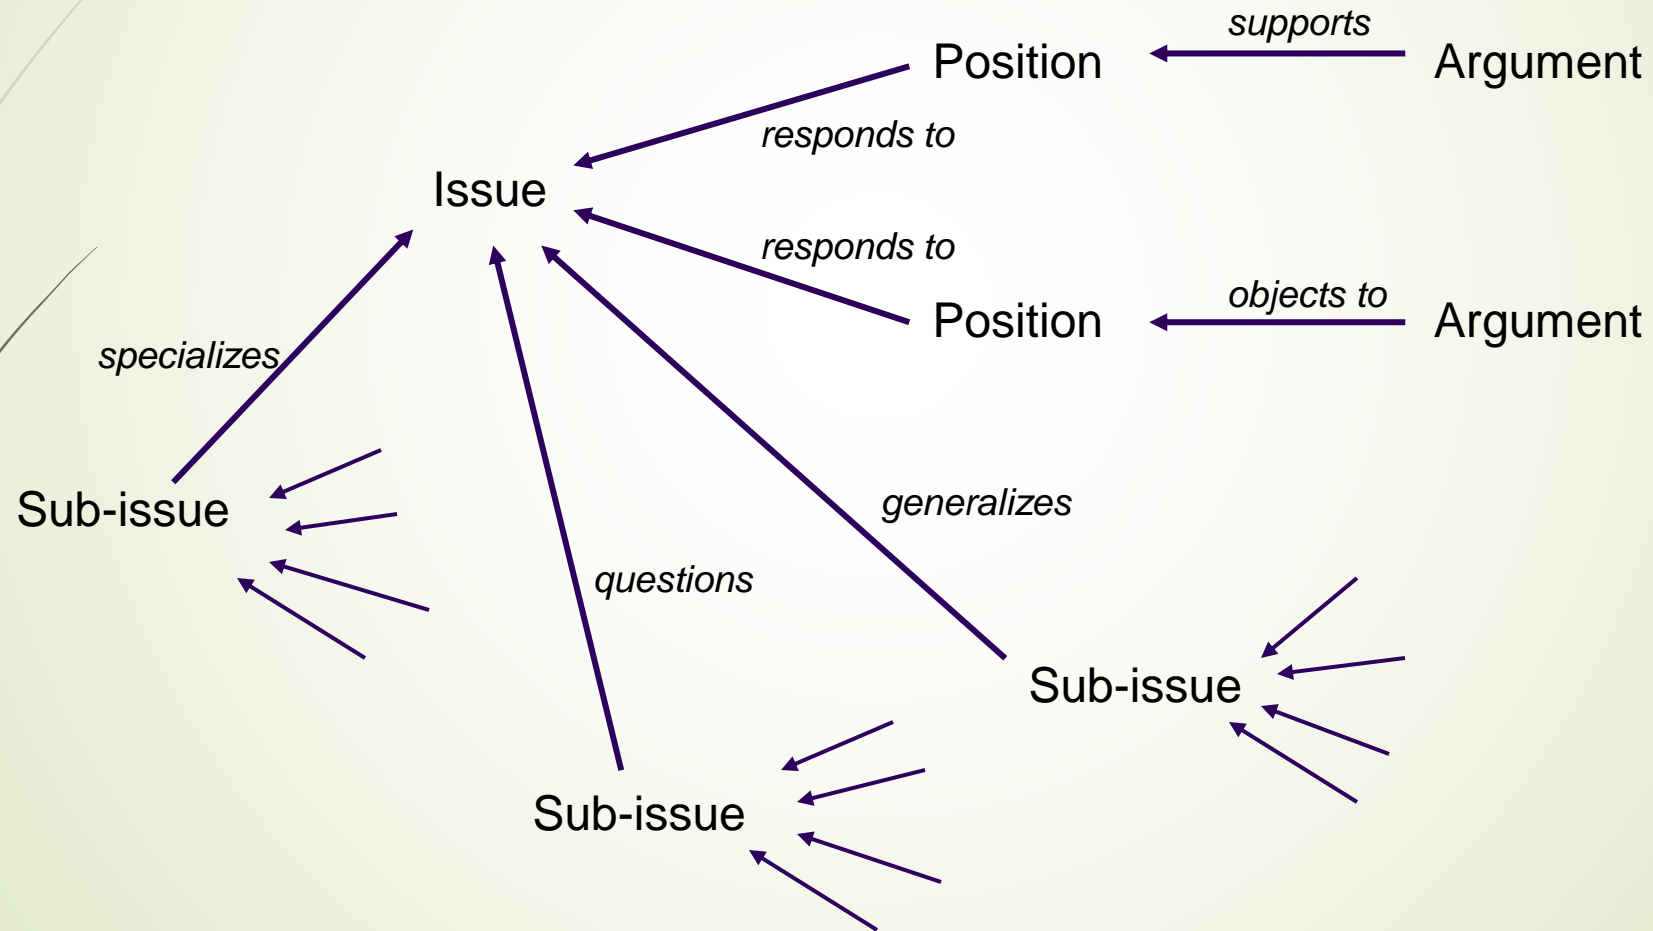 supports
Position
Argument
responds to
Issue
responds to
objects to
Position
Argument
specializes
Sub-issue
generalizes
questions
Sub-issue
Sub-issue